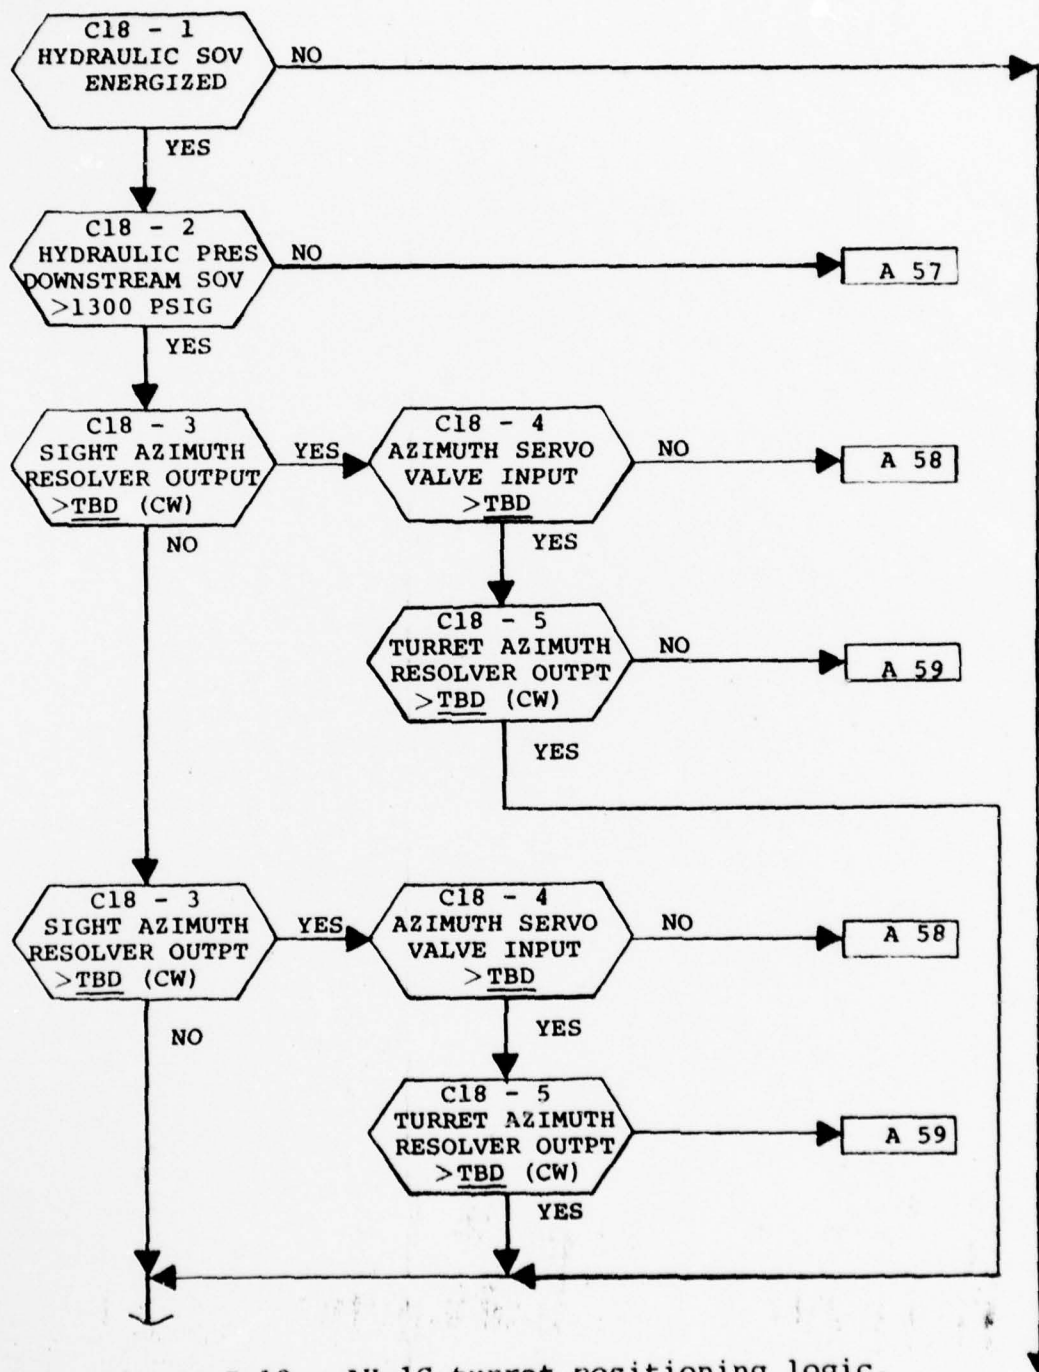 C18 - 1
HYDRAULIC SOV
ENERGIZED
NO
YES
C18 - 2
HYDRAULIC PRES
DOWNSTREAM SOV
>1300 PSIG
NO
A 57
YES
C18 - 3
SIGHT AZIMUTH
RESOLVER OUTPUT
>TBD (CW)
YES
C18 - 4
AZIMUTH SERVO
VALVE INPUT
>TBD
NO
A 58
NO
YES
C18 - 5
TURRET AZIMUTH
RESOLVER OUTPT
>TBD (CW)
NO
A 59
YES
C18 - 3
SIGHT AZIMUTH
RESOLVER OUTPT
>TBD (CW)
YES
C18 - 4
AZIMUTH SERVO
VALVE INPUT
>TBD
NO
A 58
NO
YES
C18 - 5
TURRET AZIMUTH
RESOLVER OUTPT
>TBD (CW)
A 59
YES
turret positioning logic